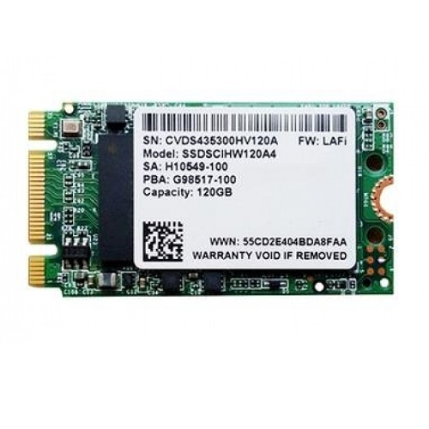 SN: CVDS435300HV120A FW: LAFi
Model: SSDSCIHW120A4
SA: H10549-100
PBA: G98517-100
Capacity: 120GB
WWN: 55CD2E404BDA8FAA
WARRANTY VOID IF REMOVED